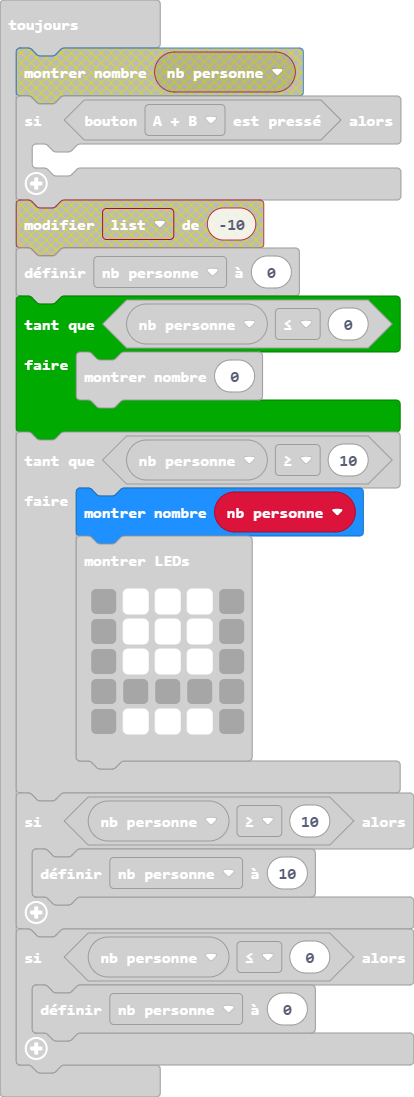 toujours
montrer nombre nb personne
si bouton A + B est pressé alors
modifier list de -10
définir nb personne à 0
tant que nb personne ≤ 0
faire montrer nombre 0
tant que nb personne ≥ 10
faire montrer nombre nb personne
montrer LEDs
si nb personne ≥ 10 alors
définir nb personne à 10
si nb personne ≤ 0 alors
définir nb personne à 0